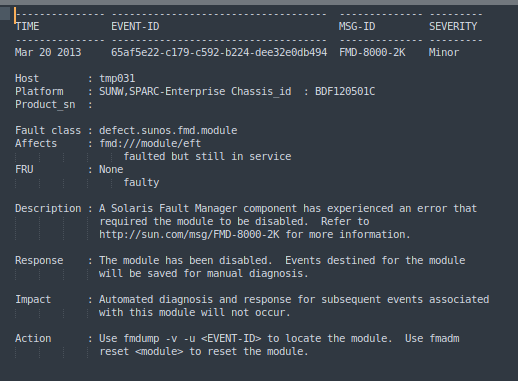 --------------- ------------------------------------ -------------- ---------
TIME            EVENT-ID                              MSG-ID         SEVERITY
--------------- ------------------------------------ -------------- ---------
Mar 20 2013     65af5e22-c179-c592-b224-dee32e0db494  FMD-8000-2K    Minor
Host        : tmp031
Platform    : SUNW,SPARC-Enterprise Chassis_id  : BDF120501C
Product_sn  :
Fault class : defect.sunos.fmd.module
Affects     : fmd:///module/eft
                  faulted but still in service
FRU         : None
                  faulty
Description : A Solaris Fault Manager component has experienced an error that
              required the module to be disabled.  Refer to
              http://sun.com/msg/FMD-8000-2K for more information.
Response    : The module has been disabled.  Events destined for the module
              will be saved for manual diagnosis.
Impact      : Automated diagnosis and response for subsequent events associated
              with this module will not occur.
Action      : Use fmdump -v -u <EVENT-ID> to locate the module.  Use fmadm
              reset <module> to reset the module.